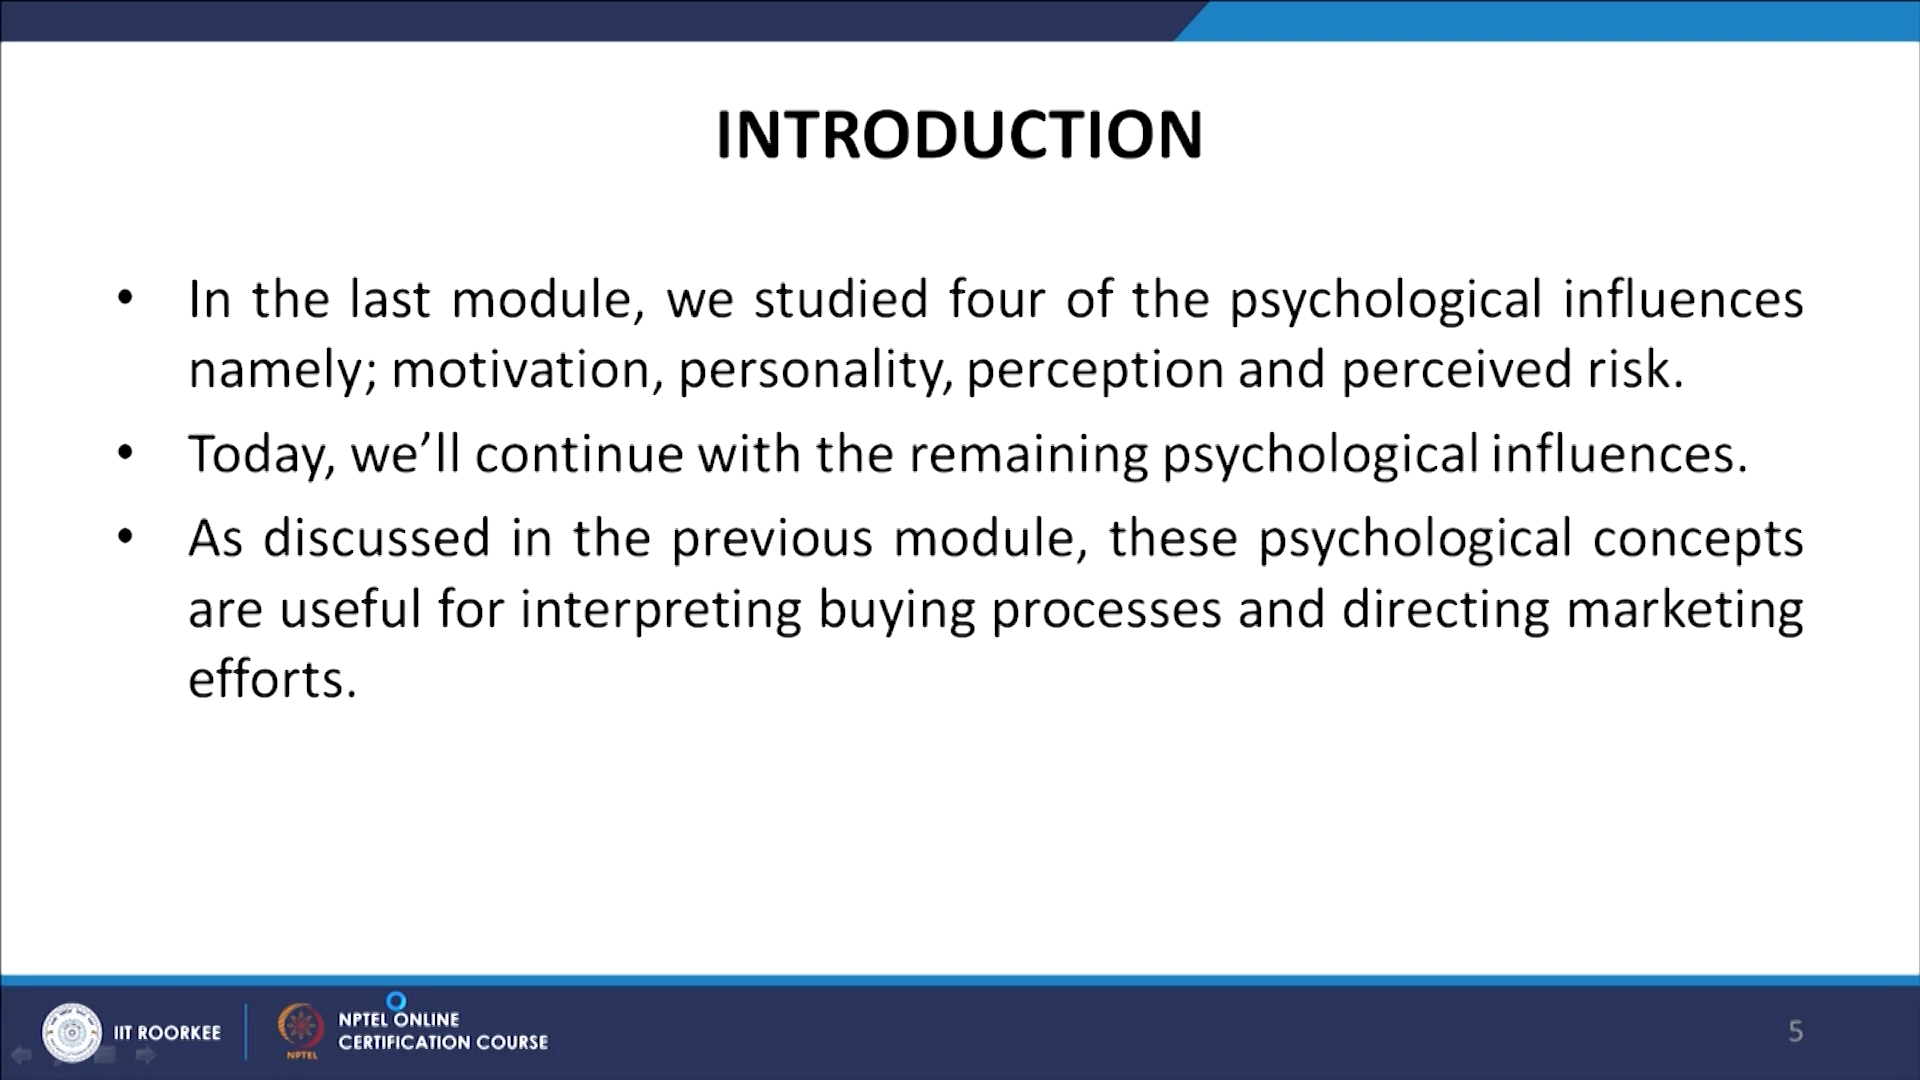 INTRODUCTION
• In the last module, we studied four of the psychological influences
namely; motivation, personality, perception and perceived risk.
• Today, we’ll continue with the remaining psychological influences.
• As discussed in the previous module, these psychological concepts
are useful for interpreting buying processes and directing marketing
efforts.
IIT ROORKEE
NPTEL
NPTEL ONLINE
CERTIFICATION COURSE
5